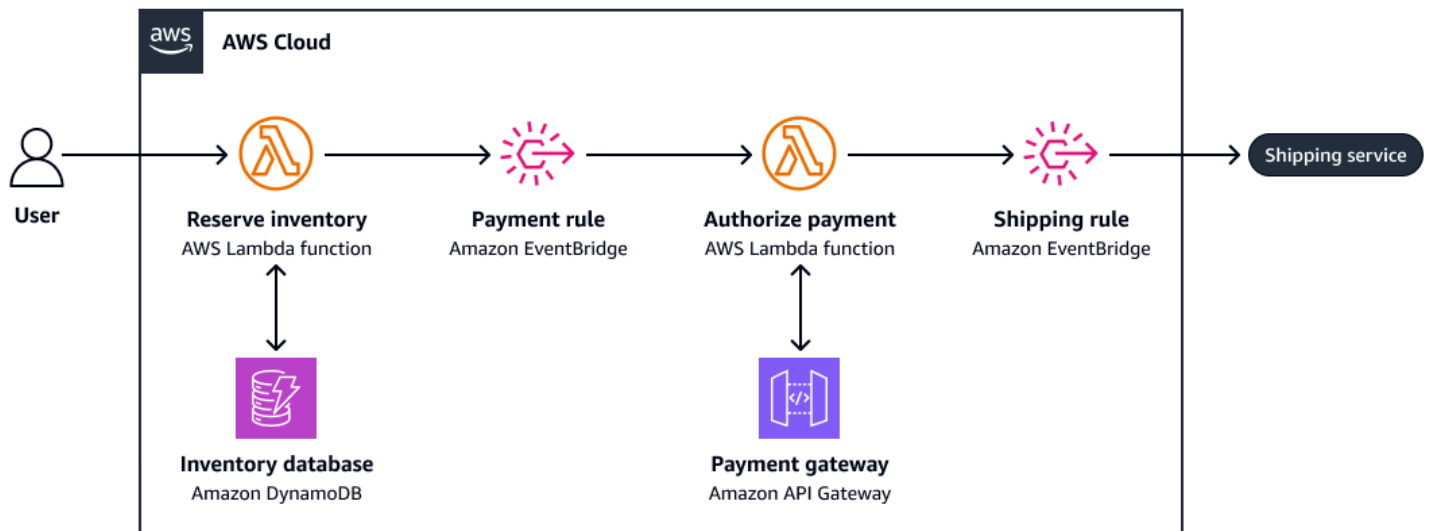 aws
AWS Cloud
User
Reserve inventory
AWS Lambda function
Payment rule
Amazon EventBridge
Authorize payment
AWS Lambda function
Shipping rule
Amazon EventBridge
Shipping service
</>
Inventory database
Amazon DynamoDB
Payment gateway
Amazon API Gateway